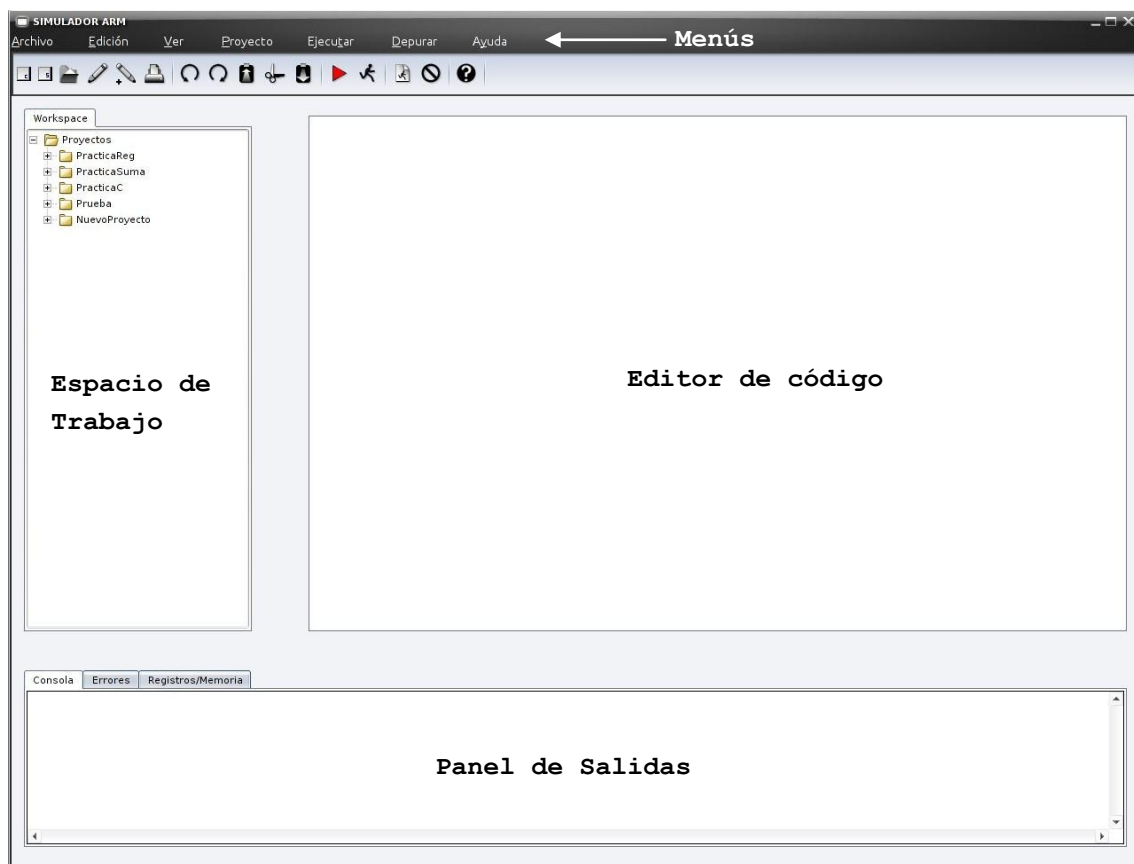 SIMULADOR ARM
Archivo Edición Ver Proyecto Ejecutar Depurar Ayuda
Menús
Workspace
Proyectos
PracticaReg
PracticaSuma
PracticaC
Prueba
NuevoProyecto
Espacio de
Trabajo
Editor de código
Consola Errores Registros/Memoria
Panel de Salidas